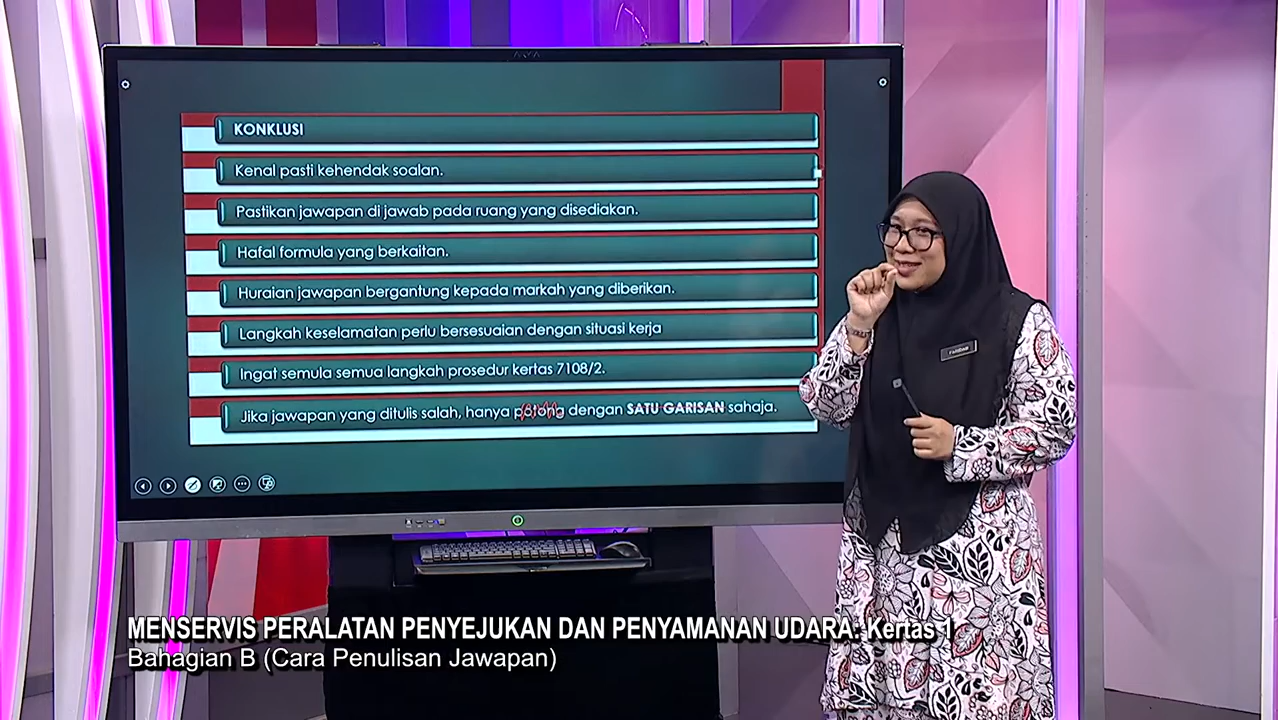 KONKLUSI
Kenal pasti kehendak soalan.
Pastikan jawapan di jawab pada ruang yang disediakan.
Hafal formula yang berkaitan.
Huraian jawapan bergantung kepada markah yang diberikan.
Langkah keselamatan perlu bersesuaian dengan situasi kerja
Ingat semula semua langkah prosedur kertas 7108/2.
Jika jawapan yang ditulis salah, hanya potong dengan SATU GARISAN sahaja.
MENSERVIS PERALATAN PENYEJUKAN DAN PENYAMANAN UDARA: Kertas 1
Bahagian B (Cara Penulisan Jawapan)